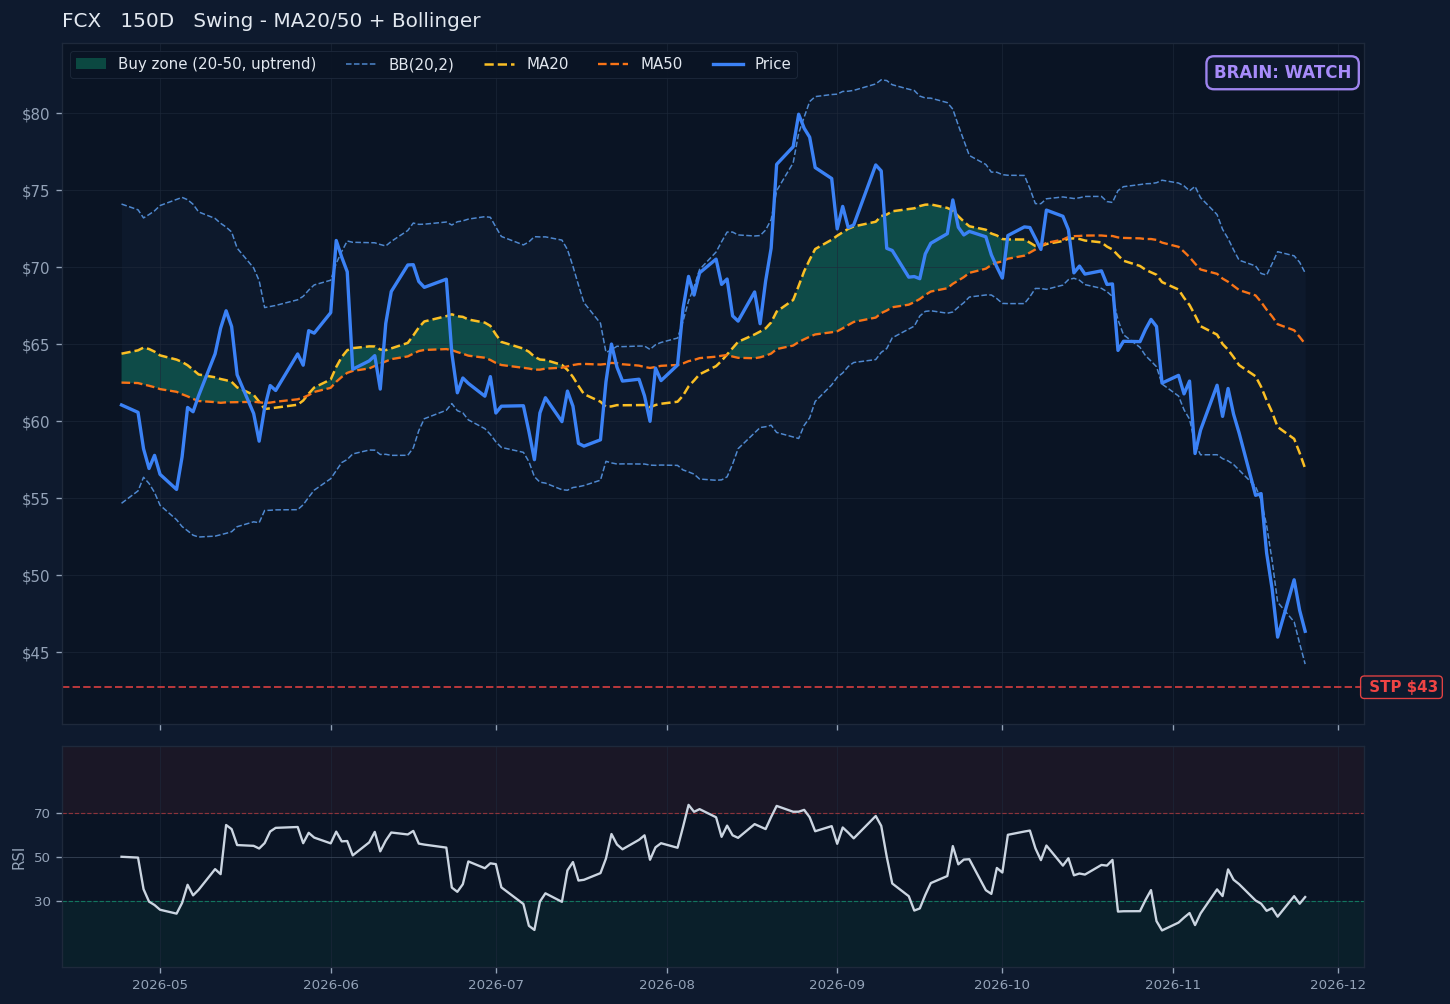 FCX   150D   Swing - MA20/50 + Bollinger
Buy zone (20-50, uptrend)   BB(20,2)   MA20   MA50   Price
BRAIN: WATCH
$80
$75
$70
$65
$60
$55
$50
$45
STP $43
70
50
30
RSI
2026-05   2026-06   2026-07   2026-08   2026-09   2026-10   2026-11   2026-12